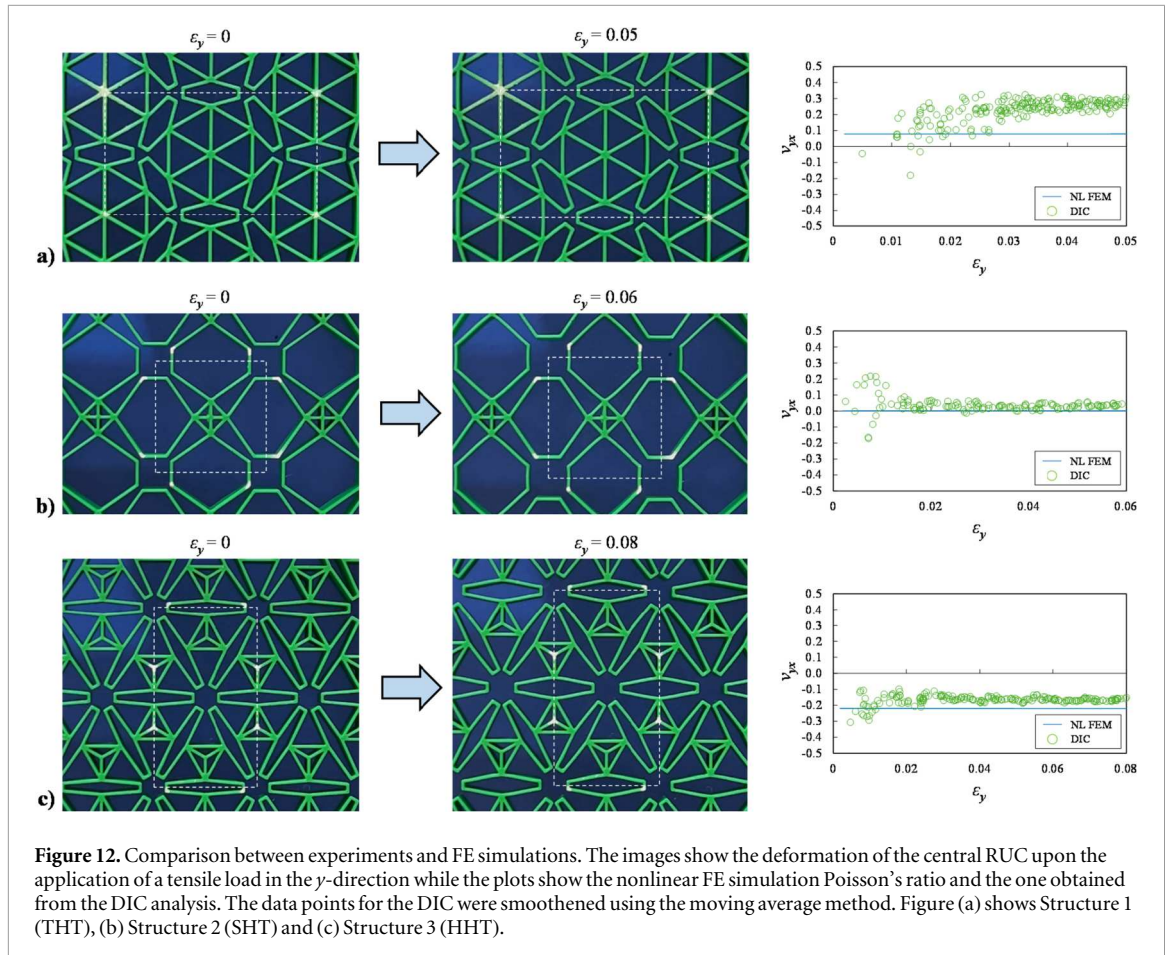 εy = 0
εy = 0.05
0.5
0.4
0.3
0.2
0.1
0.0
-0.1
-0.2
-0.3
-0.4
-0.5
νyx
NL FEM
DIC
0 0.01 0.02 0.03 0.04 0.05
εy
a)
εy = 0
εy = 0.06
0.5
0.4
0.3
0.2
0.1
0.0
-0.1
-0.2
-0.3
-0.4
-0.5
νyx
NL FEM
DIC
0 0.02 0.04 0.06
εy
b)
εy = 0
εy = 0.08
0.5
0.4
0.3
0.2
0.1
0.0
-0.1
-0.2
-0.3
-0.4
-0.5
νyx
NL FEM
DIC
0 0.02 0.04 0.06 0.08
εy
c)
Figure 12. Comparison between experiments and FE simulations. The images show the deformation of the central RUC upon the
application of a tensile load in the y-direction while the plots show the nonlinear FE simulation Poisson's ratio and the one obtained
from the DIC analysis. The data points for the DIC were smoothened using the moving average method. Figure (a) shows Structure 1
(THT), (b) Structure 2 (SHT) and (c) Structure 3 (HHT).